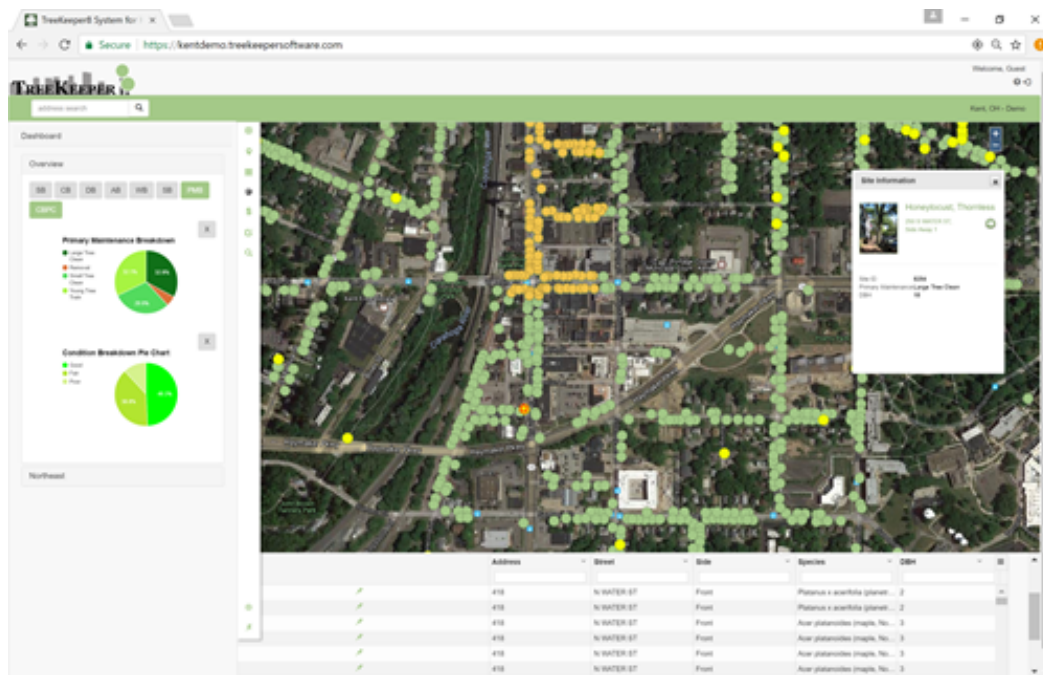 TreeKeeper8 System for
Secure https://kentdemo.treekeepersoftware.com
Welcome, Guest
TREEKEEPER
address search
Kent, OH - Demo
Dashboard
Overview
SB CB DB AB WB SB PMB
CBPC
X
Primary Maintenance Breakdown
Large Tree
Clean
Removal
Small Tree
Clean
Young Tree
Train
X
Condition Breakdown Pie Chart
Good
Fair
Poor
Northeast
Site Information
Honeylocust, Thornless
Site ID
Primary Maintenance Large Tree Clean
DBH
Address Street Side Species DBH
418 N WATER ST Front Platanus x acerifolia (planetr... 2
418 N WATER ST Front Platanus x acerifolia (planetr... 2
418 N WATER ST Front Acer platanoides (maple, No... 3
418 N WATER ST Front Acer platanoides (maple, No... 3
418 N WATER ST Front Acer platanoides (maple, No... 3
418 N WATER ST Front Acer platanoides (maple, No... 3